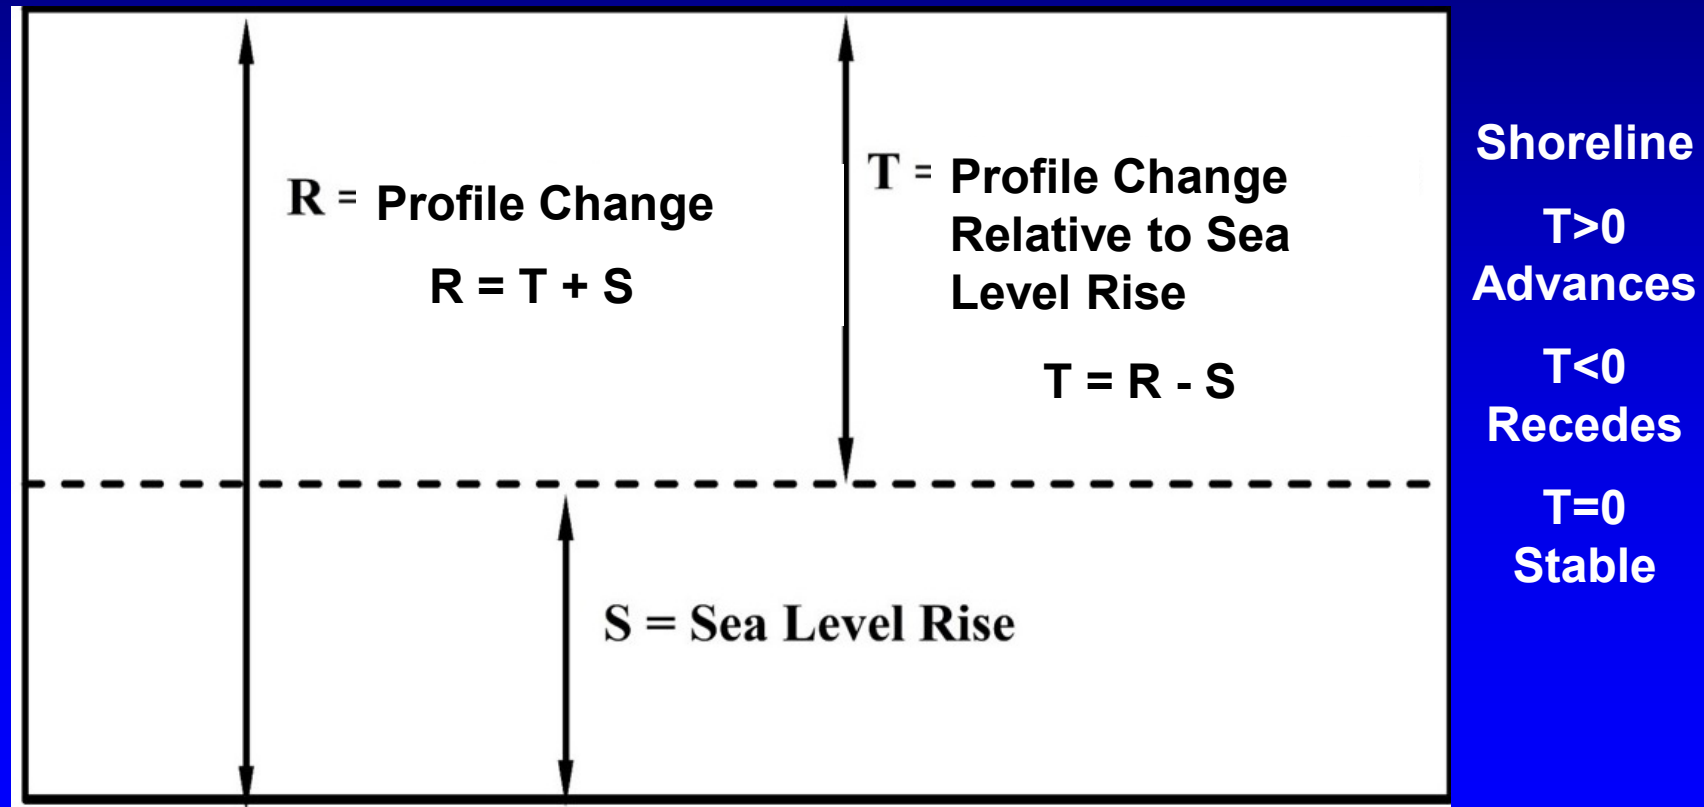 R = Profile Change
R = T + S
T = Profile Change
Relative to Sea
Level Rise
T = R - S
S = Sea Level Rise
Shoreline
T>0
Advances
T<0
Recedes
T=0
Stable